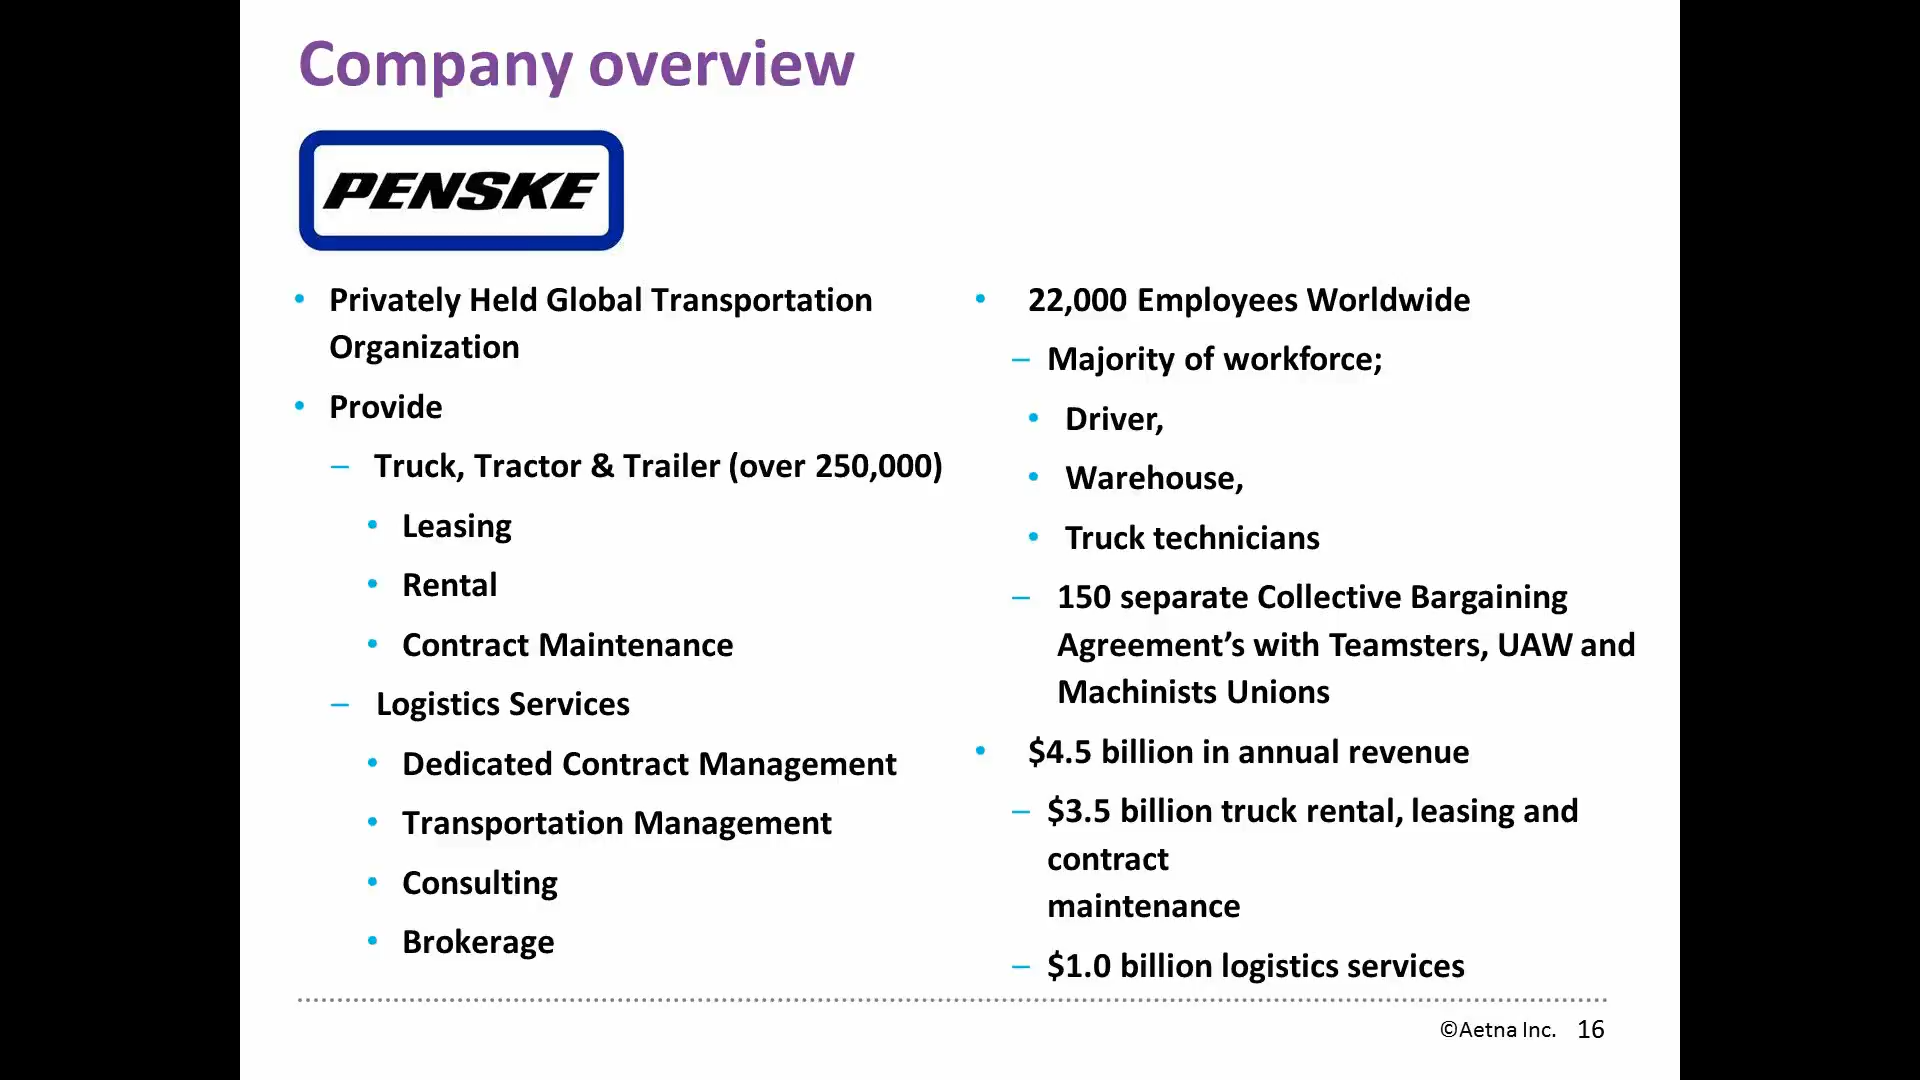 Company overview
PENSKE
• Privately Held Global Transportation
Organization
• Provide
– Truck, Tractor & Trailer (over 250,000)
• Leasing
• Rental
• Contract Maintenance
– Logistics Services
• Dedicated Contract Management
• Transportation Management
• Consulting
• Brokerage
• 22,000 Employees Worldwide
– Majority of workforce;
• Driver,
• Warehouse,
• Truck technicians
– 150 separate Collective Bargaining
Agreement’s with Teamsters, UAW and
Machinists Unions
• $4.5 billion in annual revenue
– $3.5 billion truck rental, leasing and
contract
maintenance
– $1.0 billion logistics services
©Aetna Inc. 16